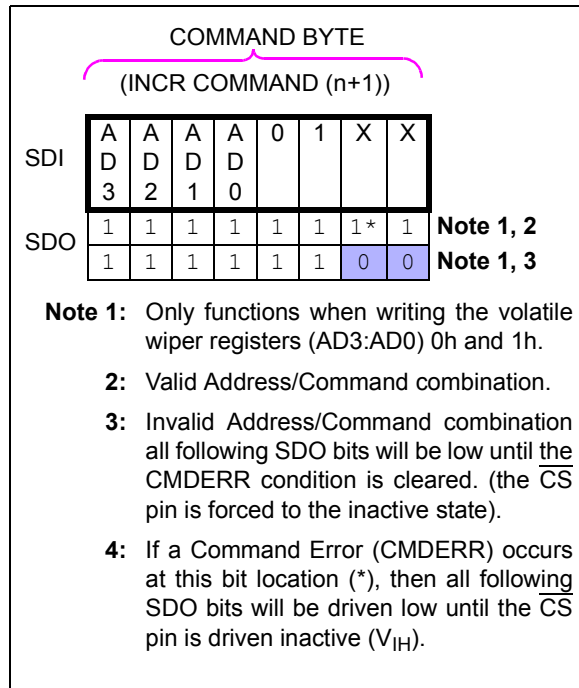 COMMAND BYTE
(INCR COMMAND (n+1))
SDI
A A A A 0 1 X X
D D D D
3 2 1 0
SDO
1 1 1 1 1 1 1* 1 Note 1, 2
1 1 1 1 1 1 0 0 Note 1, 3
Note 1: Only functions when writing the volatile
wiper registers (AD3:AD0) 0h and 1h.
2: Valid Address/Command combination.
3: Invalid Address/Command combination
all following SDO bits will be low until the
CMDERR condition is cleared. (the CS
pin is forced to the inactive state).
4: If a Command Error (CMDERR) occurs
at this bit location (*), then all following
SDO bits will be driven low until the CS
pin is driven inactive (VIH).